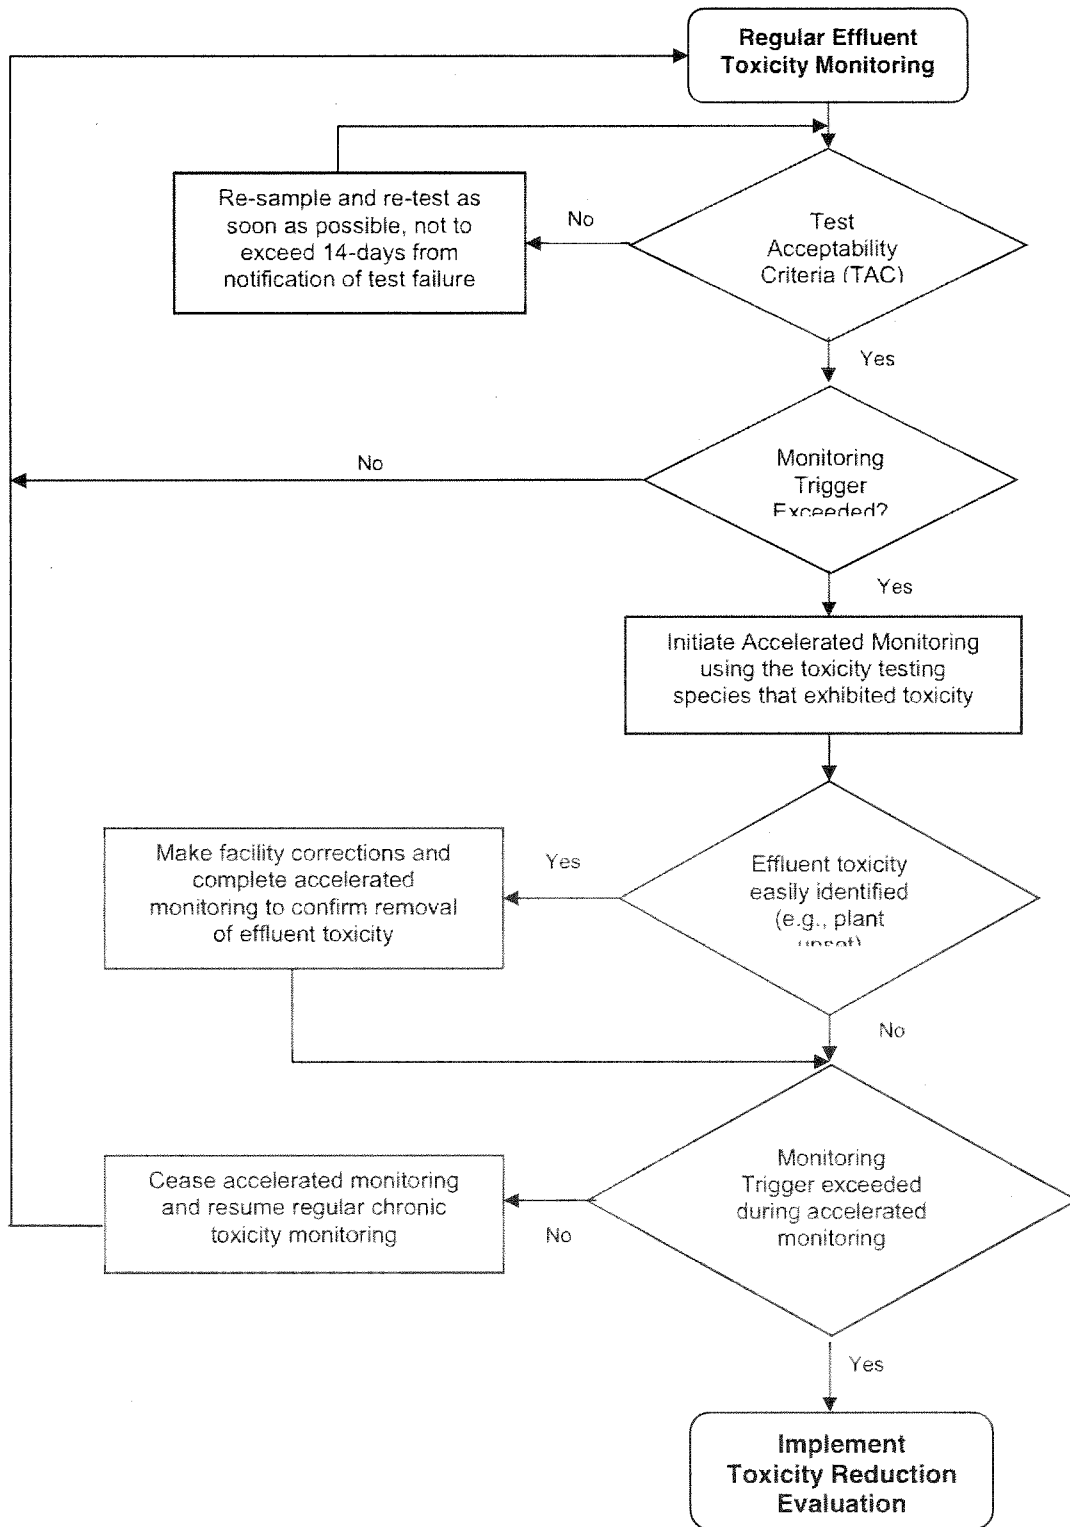 Regular Effluent
Toxicity Monitoring
Re-sample and re-test as
soon as possible, not to
exceed 14-days from
notification of test failure
No
Test
Acceptability
Criteria (TAC)
Yes
No
Monitoring
Trigger
Exceeded?
Yes
Initiate Accelerated Monitoring
using the toxicity testing
species that exhibited toxicity
Make facility corrections and
complete accelerated
monitoring to confirm removal
of effluent toxicity
Yes
Effluent toxicity
easily identified
(e.g., plant
upset)
No
Cease accelerated monitoring
and resume regular chronic
toxicity monitoring
No
Monitoring
Trigger exceeded
during accelerated
monitoring
Yes
Implement
Toxicity Reduction
Evaluation